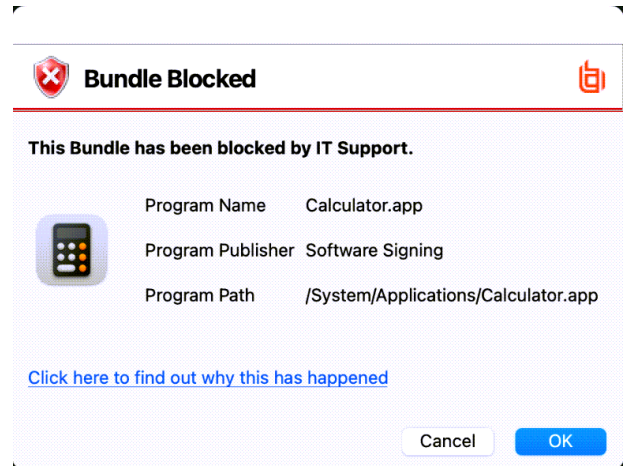 Bundle Blocked
This Bundle has been blocked by IT Support.
Program Name Calculator.app
Program Publisher Software Signing
Program Path /System/Applications/Calculator.app
Click here to find out why this has happened
Cancel OK